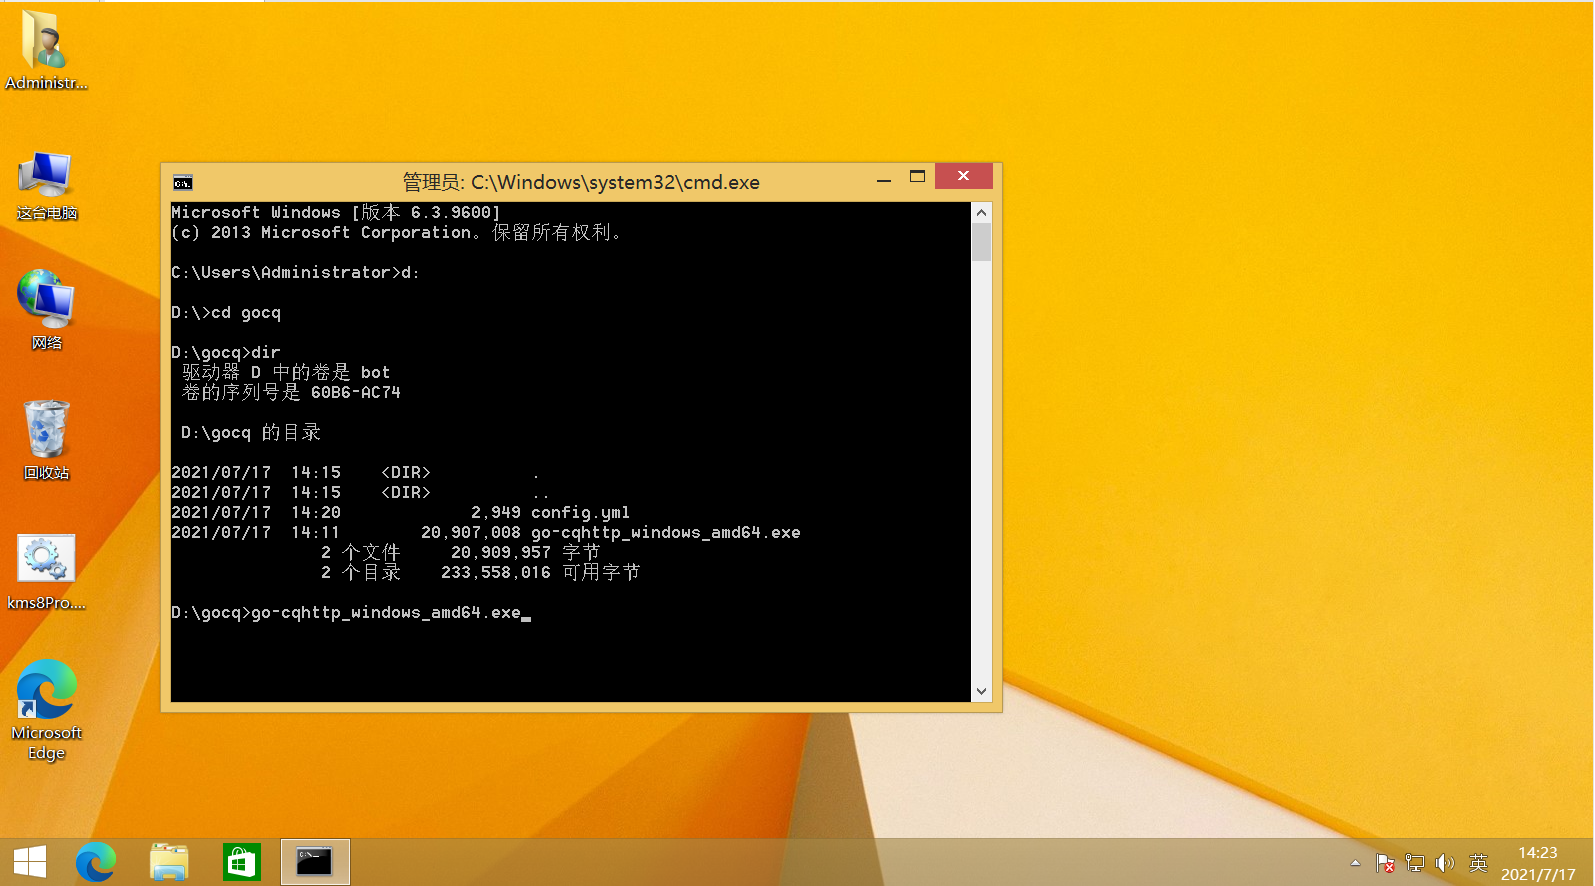 Administr...
这台电脑
网络
回收站
kms8Pro....
Microsoft
Edge
管理员: C:\Windows\system32\cmd.exe
Microsoft Windows [版本 6.3.9600]
(c) 2013 Microsoft Corporation。保留所有权利。
C:\Users\Administrator>d:
D:\>cd gocq
D:\gocq>dir
驱动器 D 中的卷是 bot
卷的序列号是 60B6-AC74
D:\gocq 的目录
2021/07/17  14:15    <DIR>          .
2021/07/17  14:15    <DIR>          ..
2021/07/17  14:20             2,949 config.yml
2021/07/17  14:11        20,907,008 go-cqhttp_windows_amd64.exe
2 个文件     20,909,957 字节
2 个目录    233,558,016 可用字节
D:\gocq>go-cqhttp_windows_amd64.exe
英
14:23
2021/7/17